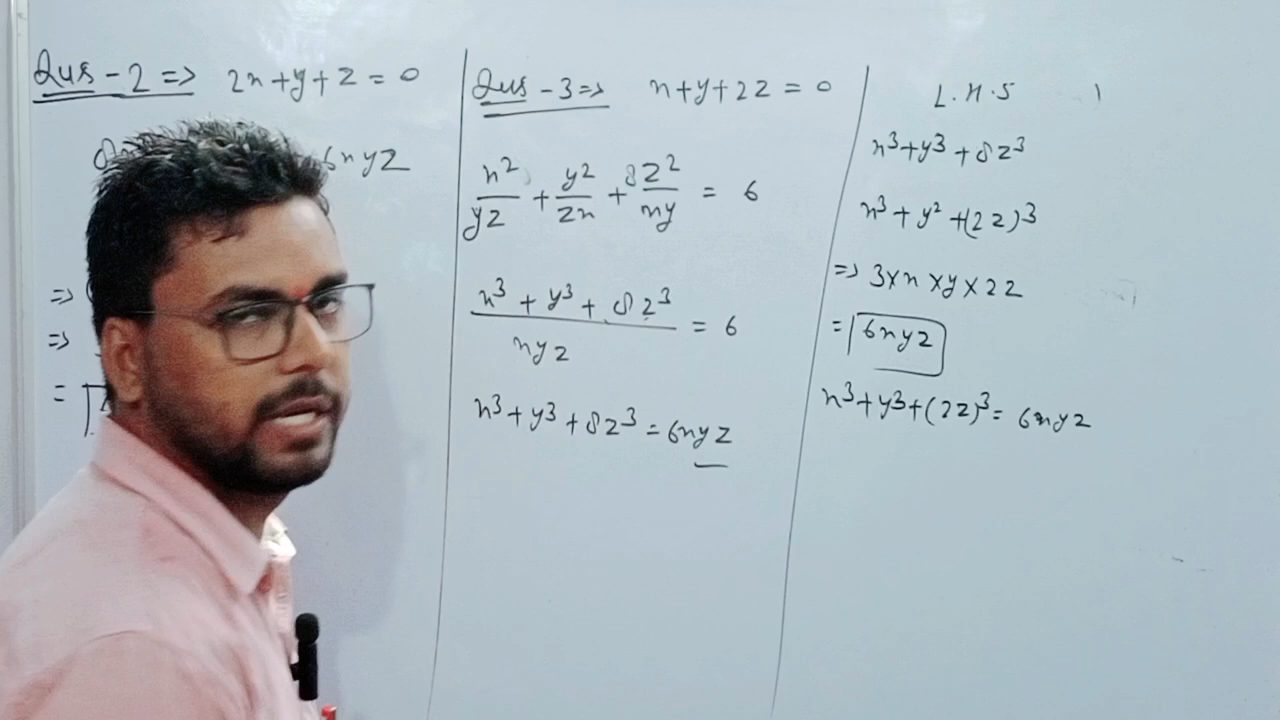 Qus-2 => 2x+y+z=0
6xyz
=>
=>
=
Qus-3=> x+y+2z=0
x²/yz + y²/zx + 8z²/xy = 6
x³+y³+8z³/xyz = 6
x³+y³+8z³=6xyz
L.H.S
x³+y³+8z³
x³+y²+(2z)³
=> 3×x×y×2z
= 6xyz
x³+y³+(2z)³= 6xyz